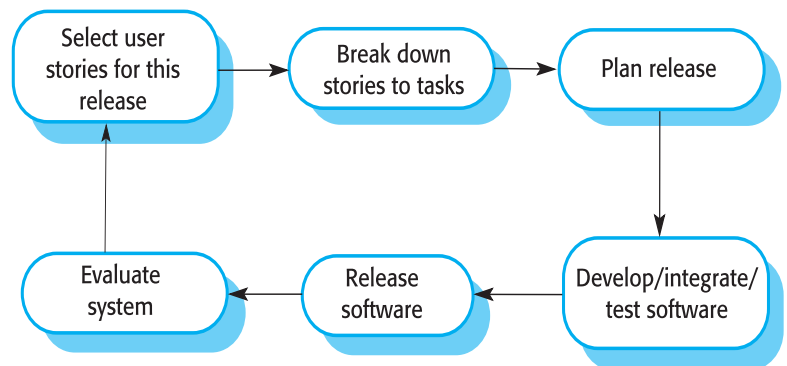 Select user
stories for this
release
Break down
stories to tasks
Plan release
Develop/integrate/
test software
Release
software
Evaluate
system